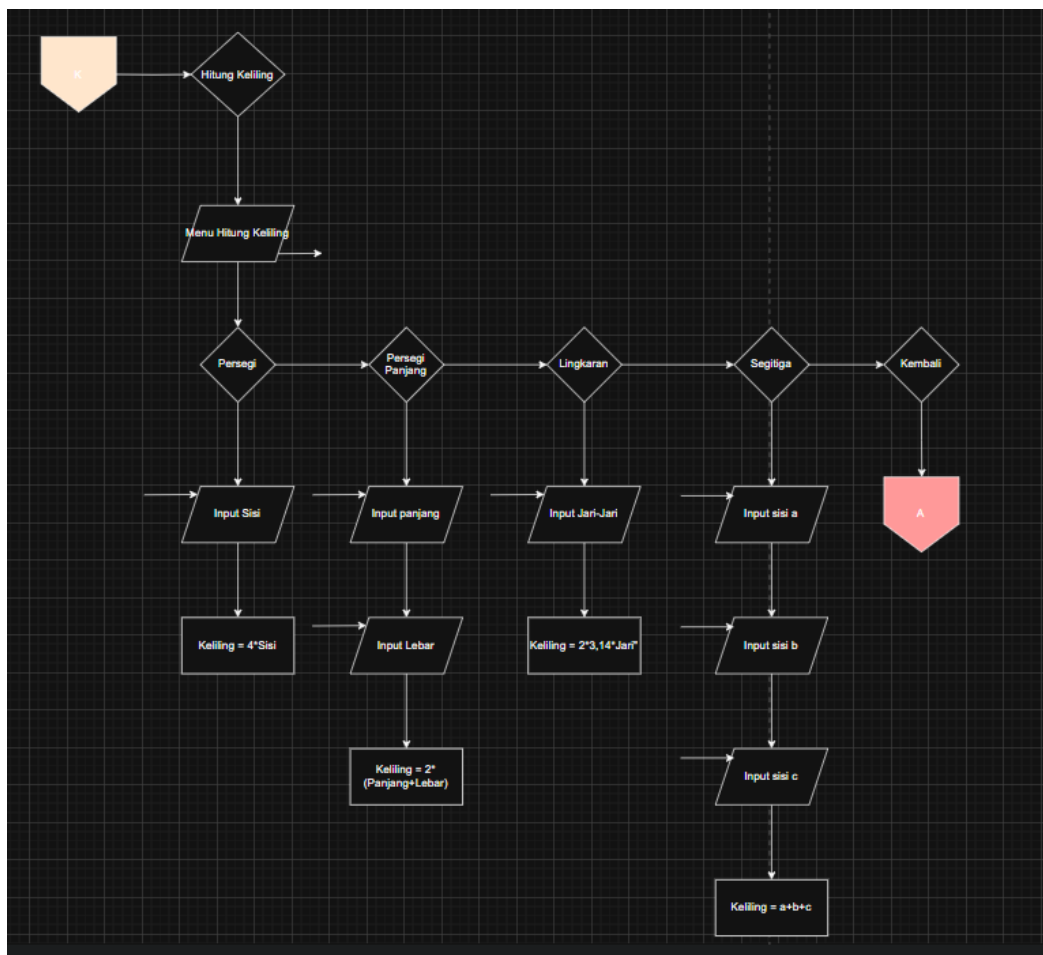 K
Hitung Keliling
Menu Hitung Keliling
Persegi
Persegi
Panjang
Lingkaran
Segitiga
Kembali
Input Sisi
Input panjang
Input Jari-Jari
Input sisi a
A
Keliling = 4*Sisi
Input Lebar
Keliling = 2*3,14*Jari"
Input sisi b
Keliling = 2*
(Panjang+Lebar)
Input sisi c
Keliling = a+b+c